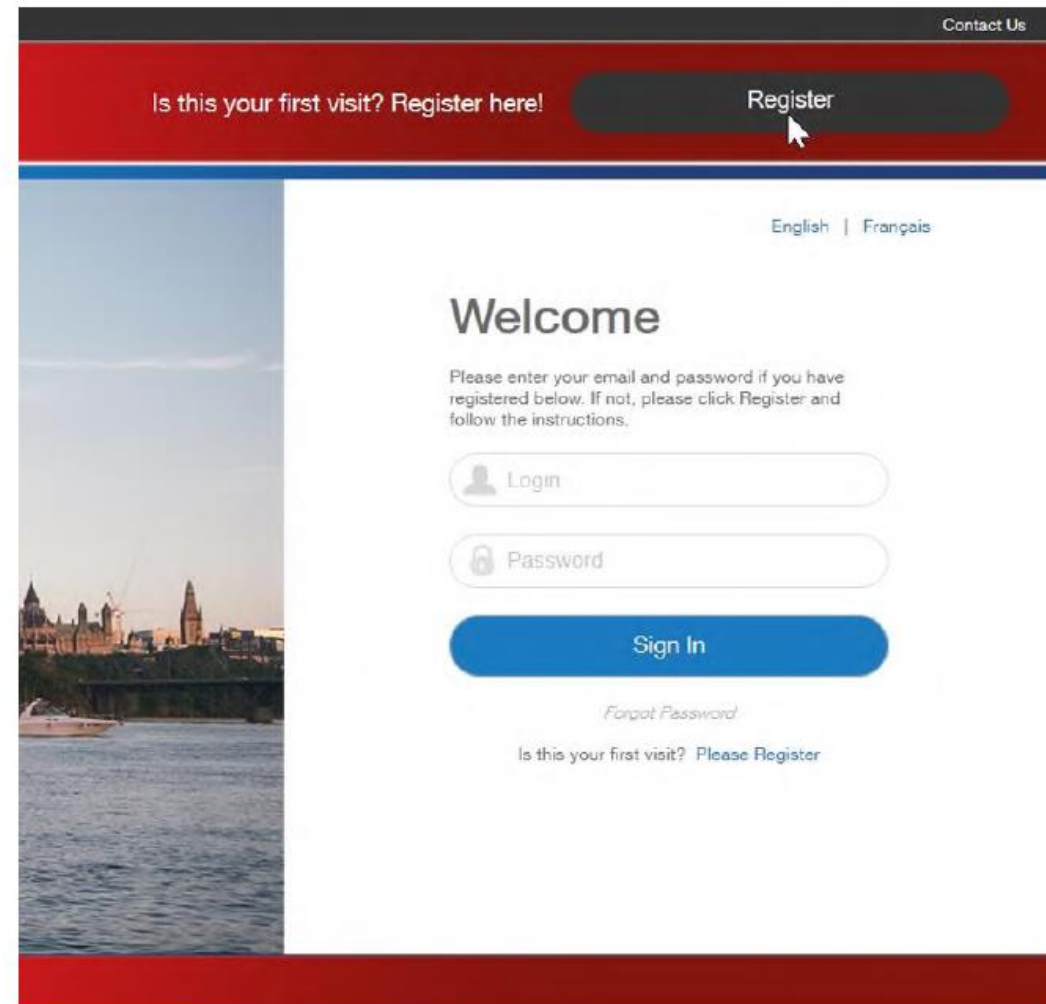 Contact Us
Is this your first visit? Register here!
Register
English | Français
Welcome
Please enter your email and password if you have
registered below. If not, please click Register and
follow the instructions.
Login
Password
Sign In
Forgot Password
Is this your first visit? Please Register